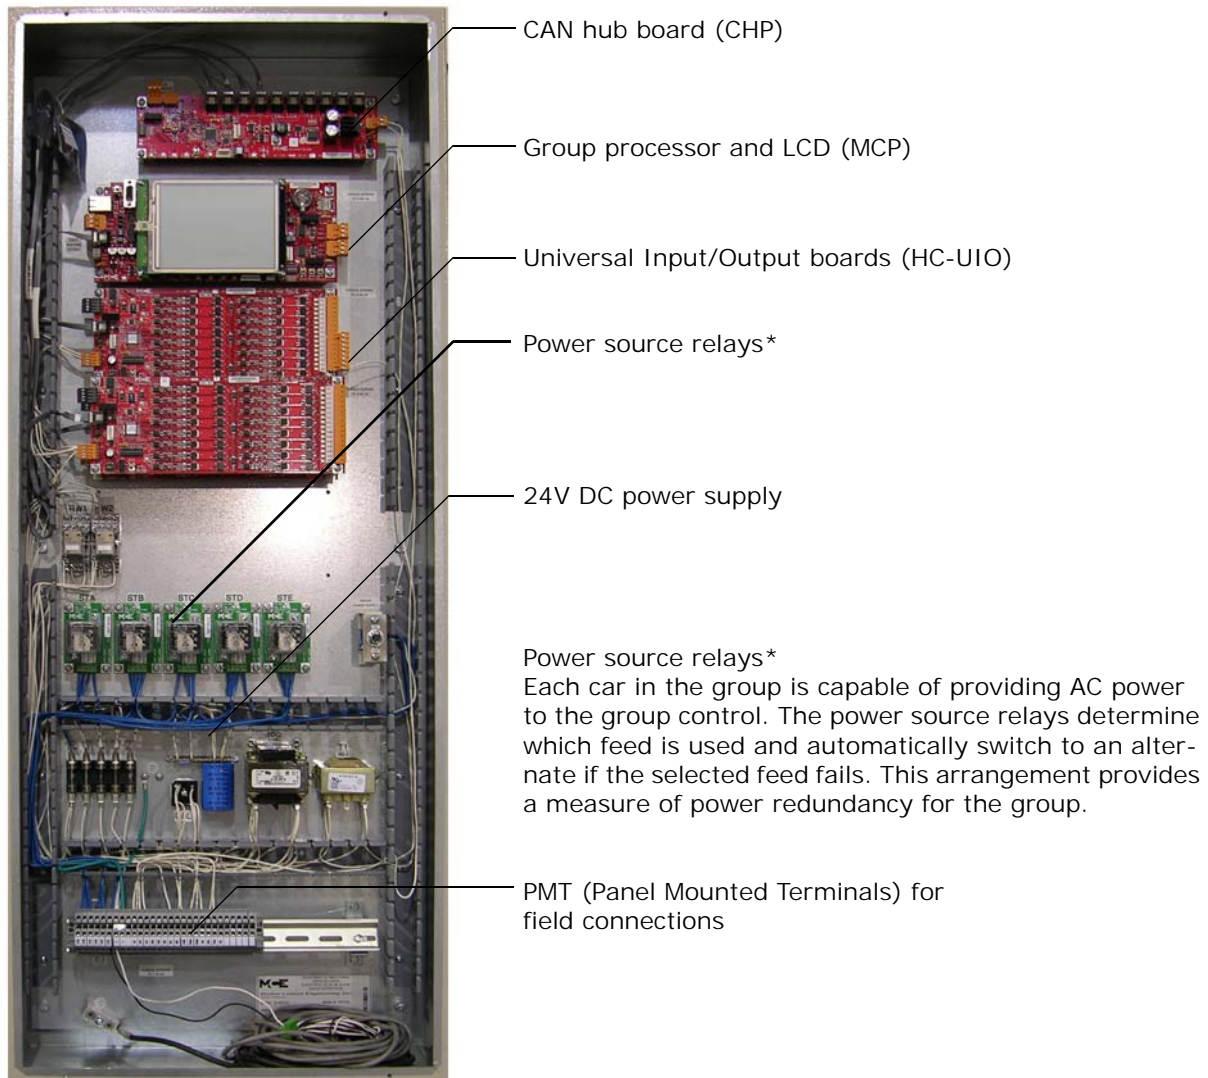 CAN hub board (CHP)
Group processor and LCD (MCP)
Universal Input/Output boards (HC-UIO)
Power source relays*
24V DC power supply
RW1
STA STB STC STD STE
Power source relays*
Each car in the group is capable of providing AC power
to the group control. The power source relays determine
which feed is used and automatically switch to an alter-
nate if the selected feed fails. This arrangement provides
a measure of power redundancy for the group.
PMT (Panel Mounted Terminals) for
field connections
MCE